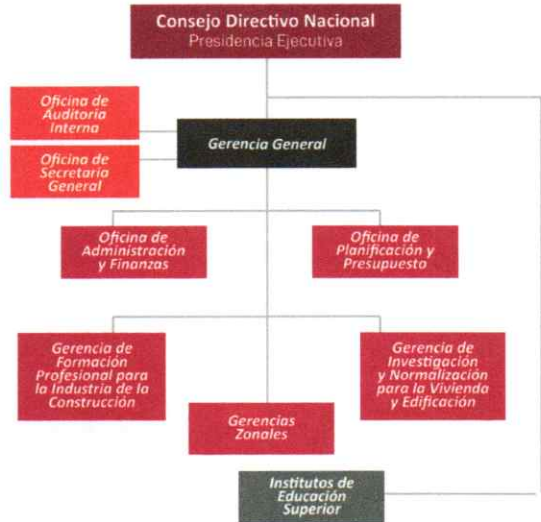 Consejo Directivo Nacional
Presidencia Ejecutiva
Oficina de
Auditoria
Interna
Gerencia General
Oficina de
Secretaria
General
Oficina de
Administración
y Finanzas
Oficina de
Planificación y
Presupuesto
Gerencia de
Formación
Profesional para
la Industria de la
Construcción
Gerencia de
Investigación
y Normalización
para la Vivienda
y Edificación
Gerencias
Zonales
Institutos de
Educación
Superior